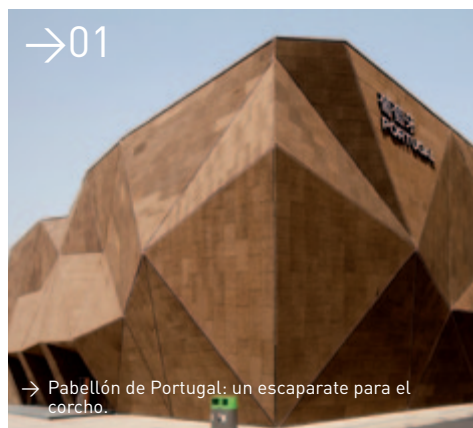 →01
PORTUGAL
→ Pabellón de Portugal: un escaparate para el
corcho.